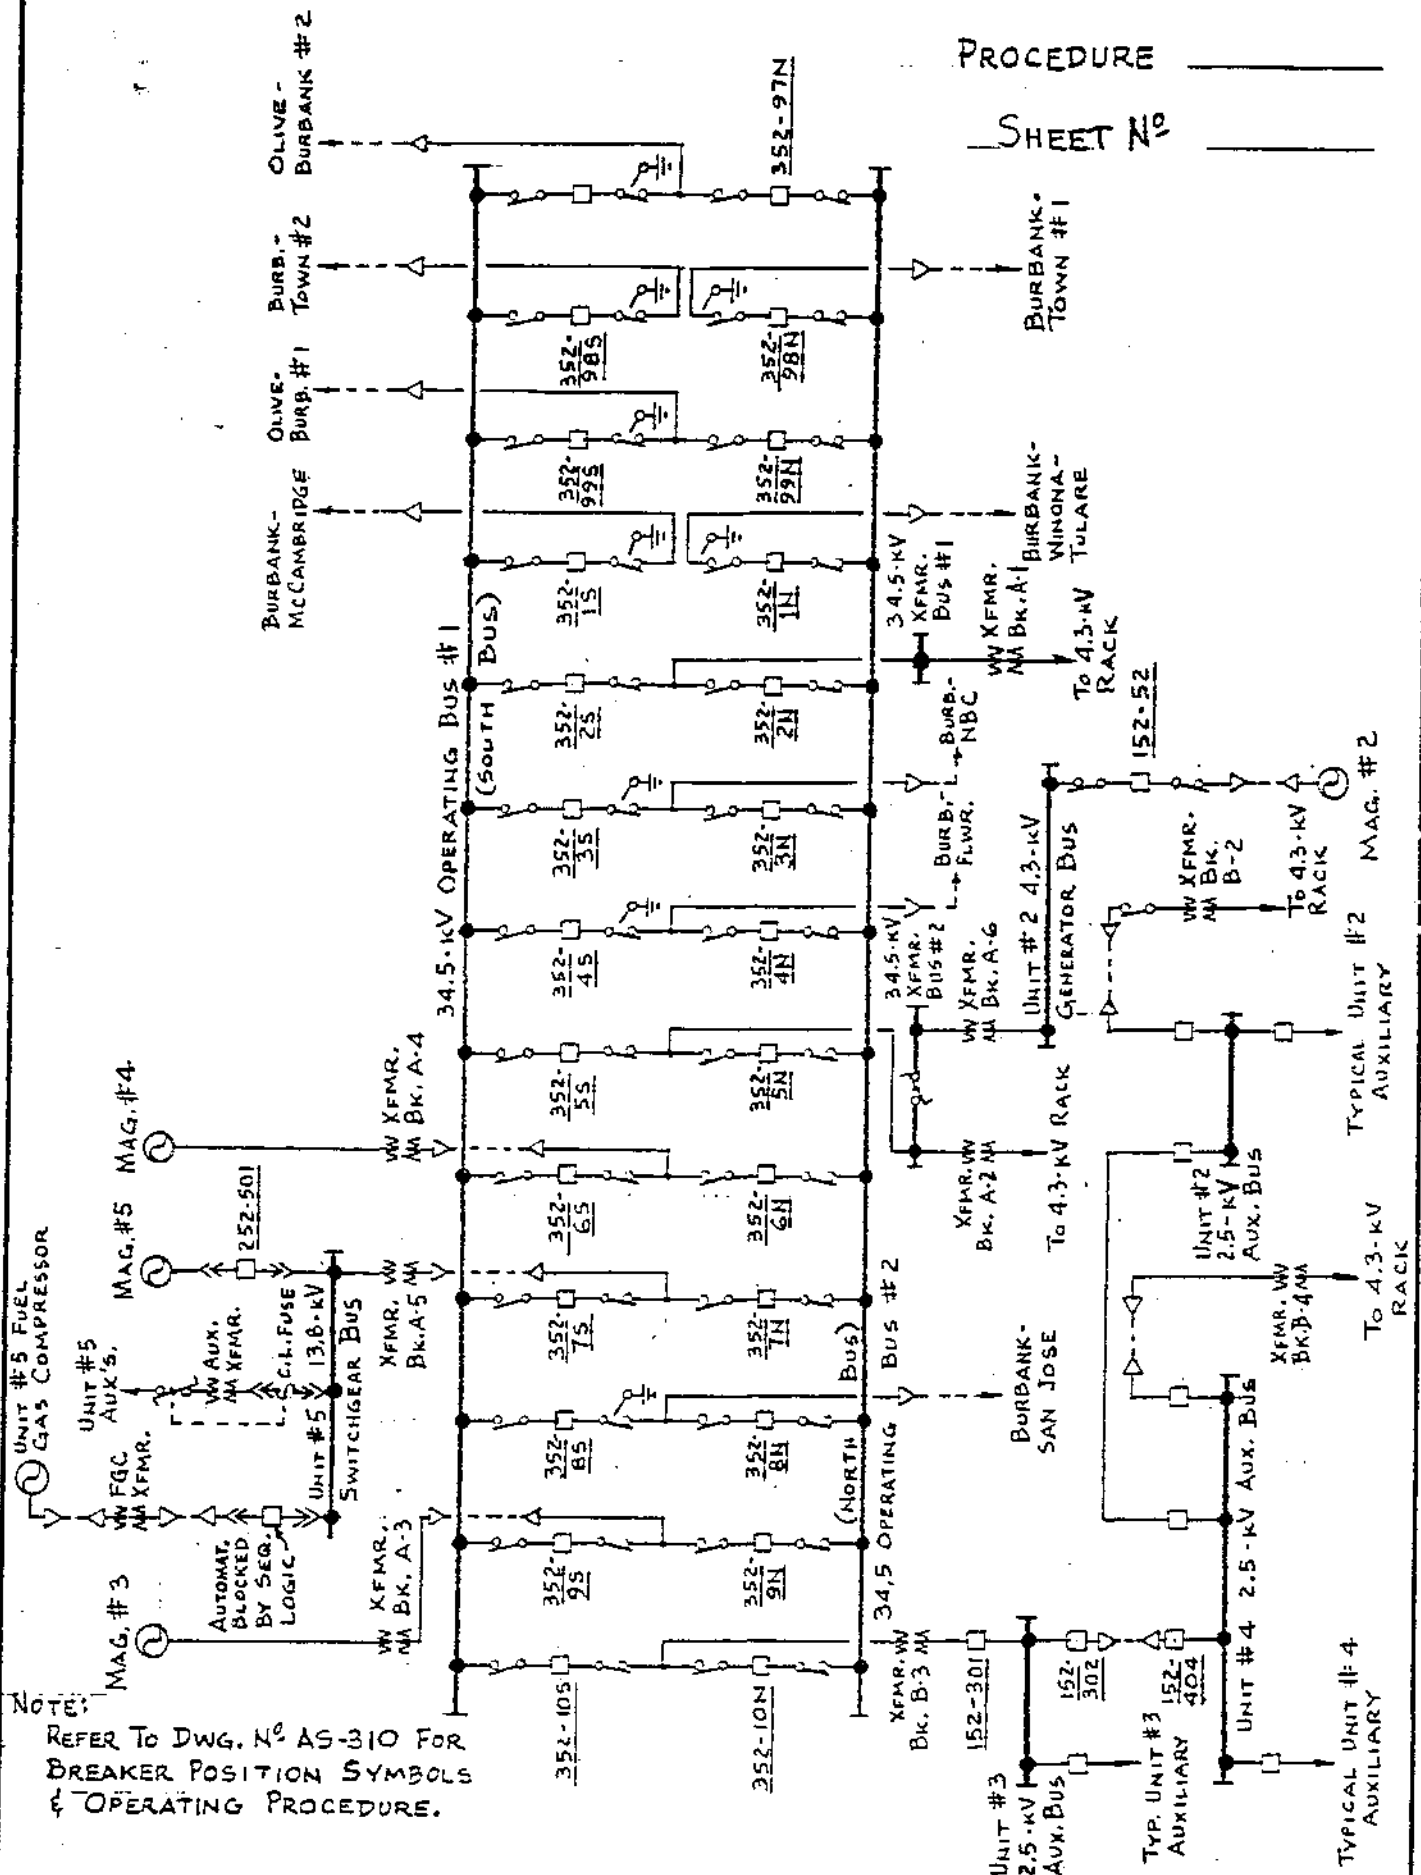 PROCEDURE
SHEET Nº
OLIVE-
BURBANK #2
BURB.-
TOWN #2
OLIVE-
BURB. #1
BURBANK-
McCAMBRIDGE
352-97N
352-
98S
352-
98N
BURBANK-
TOWN #1
352-
99S
352-
99N
BURBANK-
WINONA-
TULARE
352-
1S
352-
1N
34.5-KV
XFMR.
BUS #1
XFMR.
BK. A-1
TO 4.3-KV
RACK
34.5-KV OPERATING BUS #1
(SOUTH BUS)
352-
2S
352-
2N
BURB.-
NBC
352-
3S
352-
3N
BURB.-
FLWR.
352-
4S
352-
4N
34.5-KV
XFMR.
BUS #2
XFMR.
BK. A-6
UNIT #2 4.3-KV
GENERATOR BUS
152-52
MAG. #2
XFMR.
BK.
B-2
TO 4.3-KV
RACK
TYPICAL UNIT #2
AUXILIARY
352-
5S
352-
5N
XFMR.
BK. A-2
TO 4.3-KV RACK
UNIT #2
2.5-KV
AUX. BUS
MAG. #4
XFMR.
BK. A-4
352-
6S
352-
6N
MAG. #5
252-501
XFMR.
BK. A-5
352-
7S
352-
7N
UNIT #5 FUEL
GAS COMPRESSOR
UNIT #5
AUX'S.
AUX.
XFMR.
C.L. FUSE
UNIT #5 13.8-KV
SWITCHGEAR BUS
FGC
XFMR.
AUTOMAT.
BLOCKED
BY SEQ.
LOGIC
352-
8S
352-
8N
BURBANK-
SAN JOSE
34,5 OPERATING BUS #2
(NORTH BUS)
XFMR.
BK. B-4
TO 4.3-KV
RACK
MAG. #3
XFMR.
BK. A-3
352-
9S
352-
9N
352-10S
352-10N
XFMR.
BK. B-3
152-301
152-
302
152-
404
UNIT #4 2.5-KV AUX. BUS
UNIT #3
2.5-KV
AUX. BUS
TYP. UNIT #3
AUXILIARY
TYPICAL UNIT #4
AUXILIARY
NOTE:
REFER TO DWG. Nº AS-310 FOR
BREAKER POSITION SYMBOLS
& OPERATING PROCEDURE.